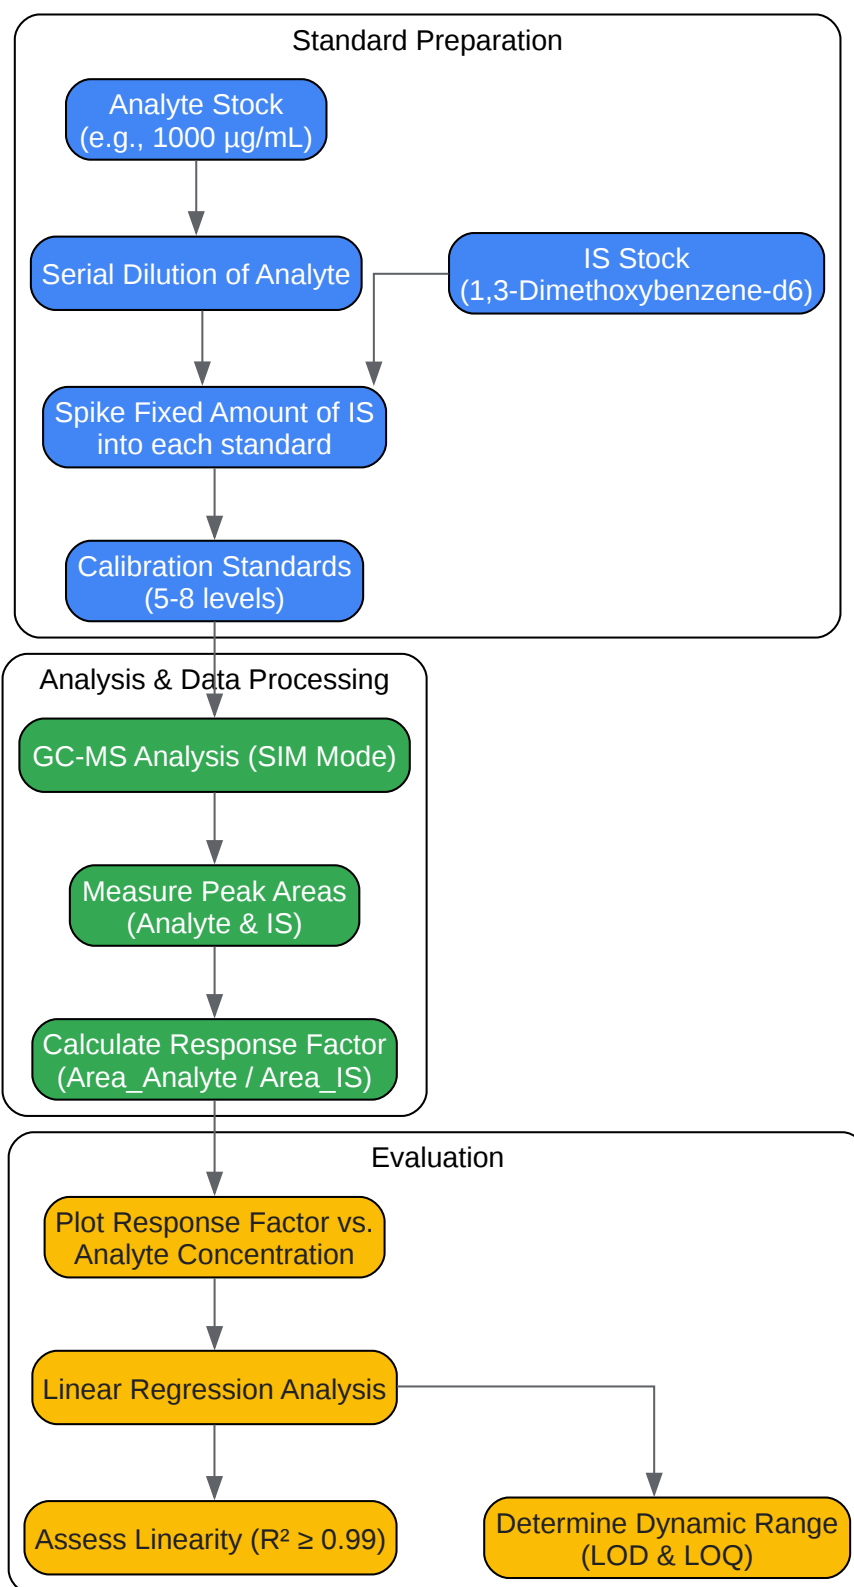 Standard Preparation
Analyte Stock
(e.g., 1000 µg/mL)
Serial Dilution of Analyte
IS Stock
(1,3-Dimethoxybenzene-d6)
Spike Fixed Amount of IS
into each standard
Calibration Standards
(5-8 levels)
Analysis & Data Processing
GC-MS Analysis (SIM Mode)
Measure Peak Areas
(Analyte & IS)
Calculate Response Factor
(Area_Analyte / Area_IS)
Evaluation
Plot Response Factor vs.
Analyte Concentration
Linear Regression Analysis
Assess Linearity (R² ≥ 0.99)
Determine Dynamic Range
(LOD & LOQ)